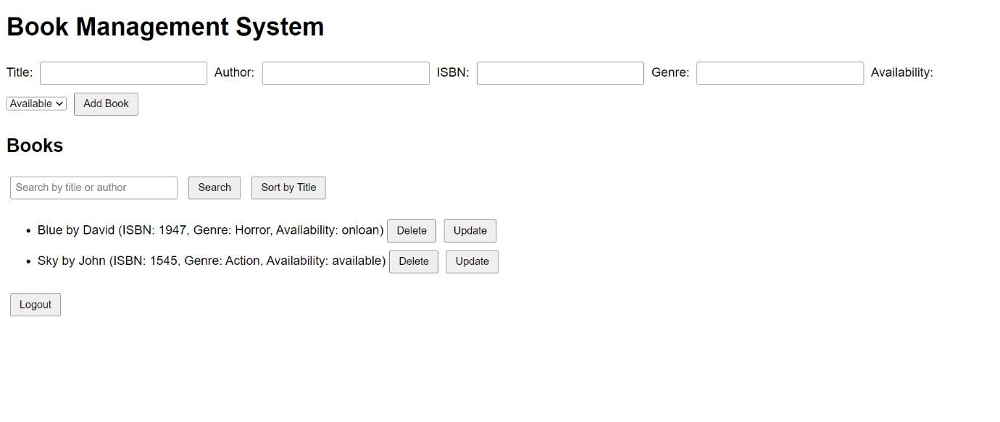 Book Management System
Title: Author: ISBN: Genre: Availability:
Available Add Book
Books
Search by title or author Search Sort by Title
Blue by David (ISBN: 1947, Genre: Horror, Availability: onloan) Delete Update
Sky by John (ISBN: 1545, Genre: Action, Availability: available) Delete Update
Logout